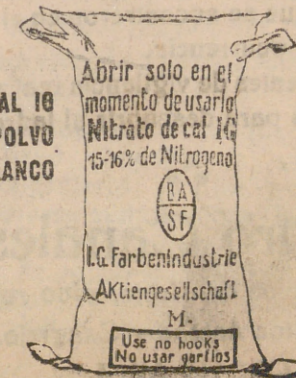 AL IG
POLVO
LANCO
Abrir solo en el
momento de usarlo
Nitrato de cal IG
15-16% de Nitrogeno
BA
SF
I.G. Farbenindustrie
Aktiengesellschaft
M-
Use no hooks
No usar garfios